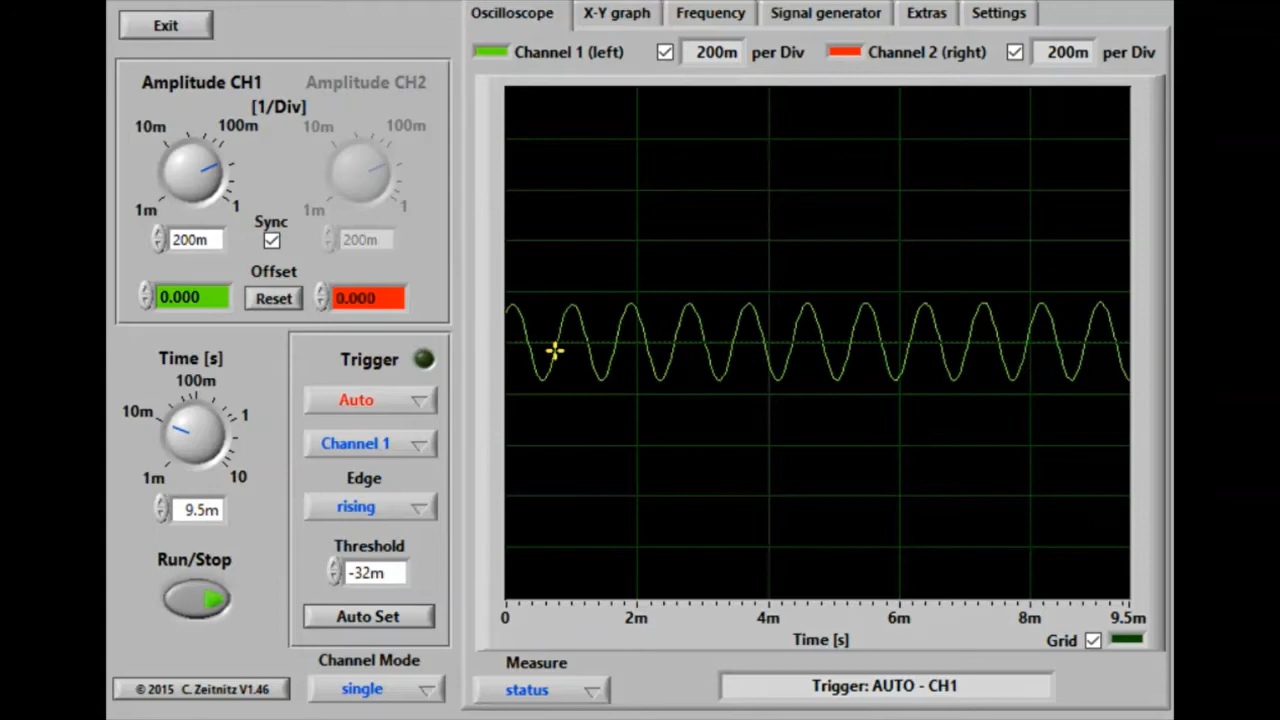 Exit
Oscilloscope X-Y graph Frequency Signal generator Extras Settings
Channel 1 (left) 200m per Div Channel 2 (right) 200m per Div
Amplitude CH1 Amplitude CH2
[1/Div]
10m 100m 10m 100m
1m 1 1m 1
Sync
200m 200m
Offset
0.000 Reset 0.000
Time [s]
100m
10m 1
1m 10
9.5m
Run/Stop
Trigger
Auto
Channel 1
Edge
rising
Threshold
-32m
Auto Set
0 2m 4m 6m 8m 9.5m
Time [s]
Grid
Channel Mode
single
© 2015 C. Zeitnitz V1.46
Measure
status
Trigger: AUTO - CH1